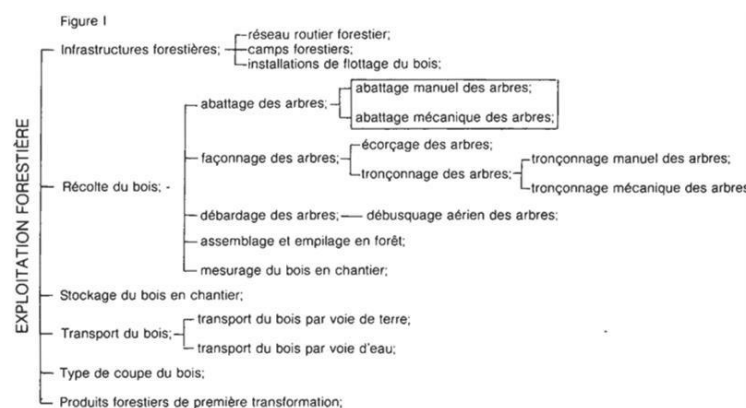 Figure I
Infrastructures forestières;
réseau routier forestier;
camps forestiers;
installations de flottage du bois;
EXPLOITATION FORESTIÈRE
Récolte du bois; -
abattage des arbres;
abattage manuel des arbres;
abattage mécanique des arbres;
façonnage des arbres;
écorçage des arbres;
tronçonnage des arbres;
tronçonnage manuel des arbres;
tronçonnage mécanique des arbres
débardage des arbres;
débusquage aérien des arbres;
assemblage et empilage en forêt;
mesurage du bois en chantier;
Stockage du bois en chantier;
Transport du bois;
transport du bois par voie de terre;
transport du bois par voie d'eau;
Type de coupe du bois;
Produits forestiers de première transformation;